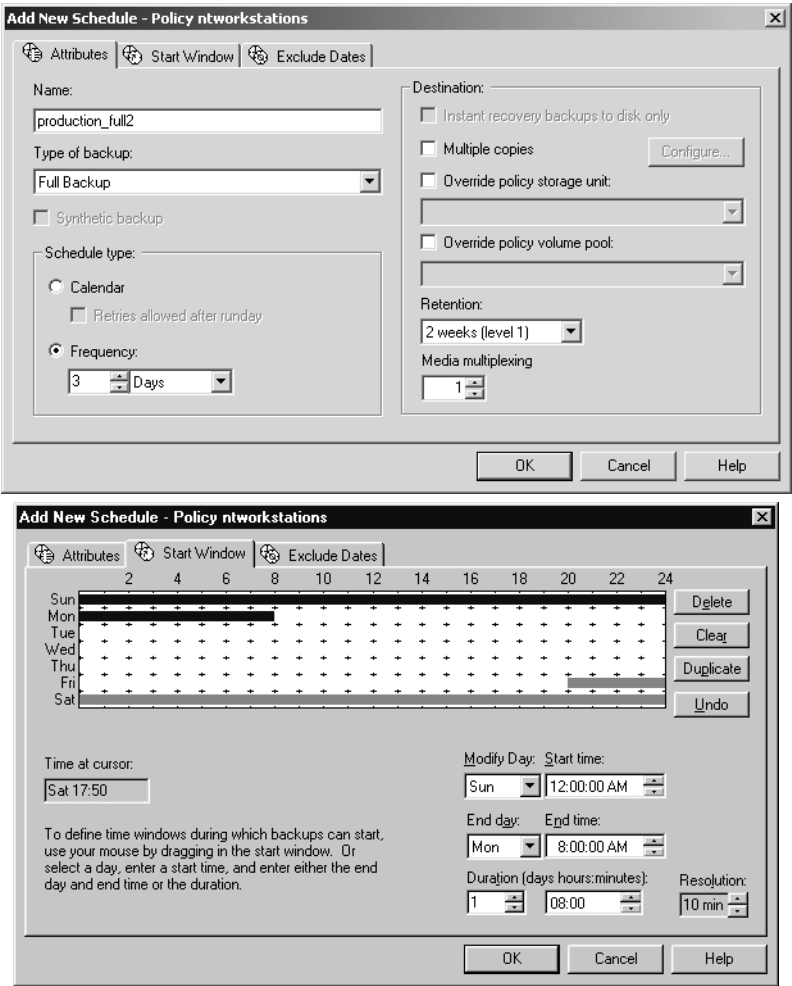 Add New Schedule - Policy ntworkstations
Attributes Start Window Exclude Dates
Name:
production_full2
Type of backup:
Full Backup
Synthetic backup
Schedule type:
Calendar
Retries allowed after runday
Frequency:
3 Days
Destination:
Instant recovery backups to disk only
Multiple copies Configure...
Override policy storage unit:
Override policy volume pool:
Retention:
2 weeks (level 1)
Media multiplexing
1
OK Cancel Help
Add New Schedule - Policy ntworkstations
Attributes Start Window Exclude Dates
2 4 6 8 10 12 14 16 18 20 22 24
Sun
Mon
Tue
Wed
Thu
Fri
Sat
Delete
Clear
Duplicate
Undo
Time at cursor:
Sat 17:50
To define time windows during which backups can start,
use your mouse by dragging in the start window. Or
select a day, enter a start time, and enter either the end
day and end time or the duration.
Modify Day: Start time:
Sun 12:00:00 AM
End day: End time:
Mon 8:00:00 AM
Duration (days hours:minutes): Resolution:
1 08:00 10 min
OK Cancel Help